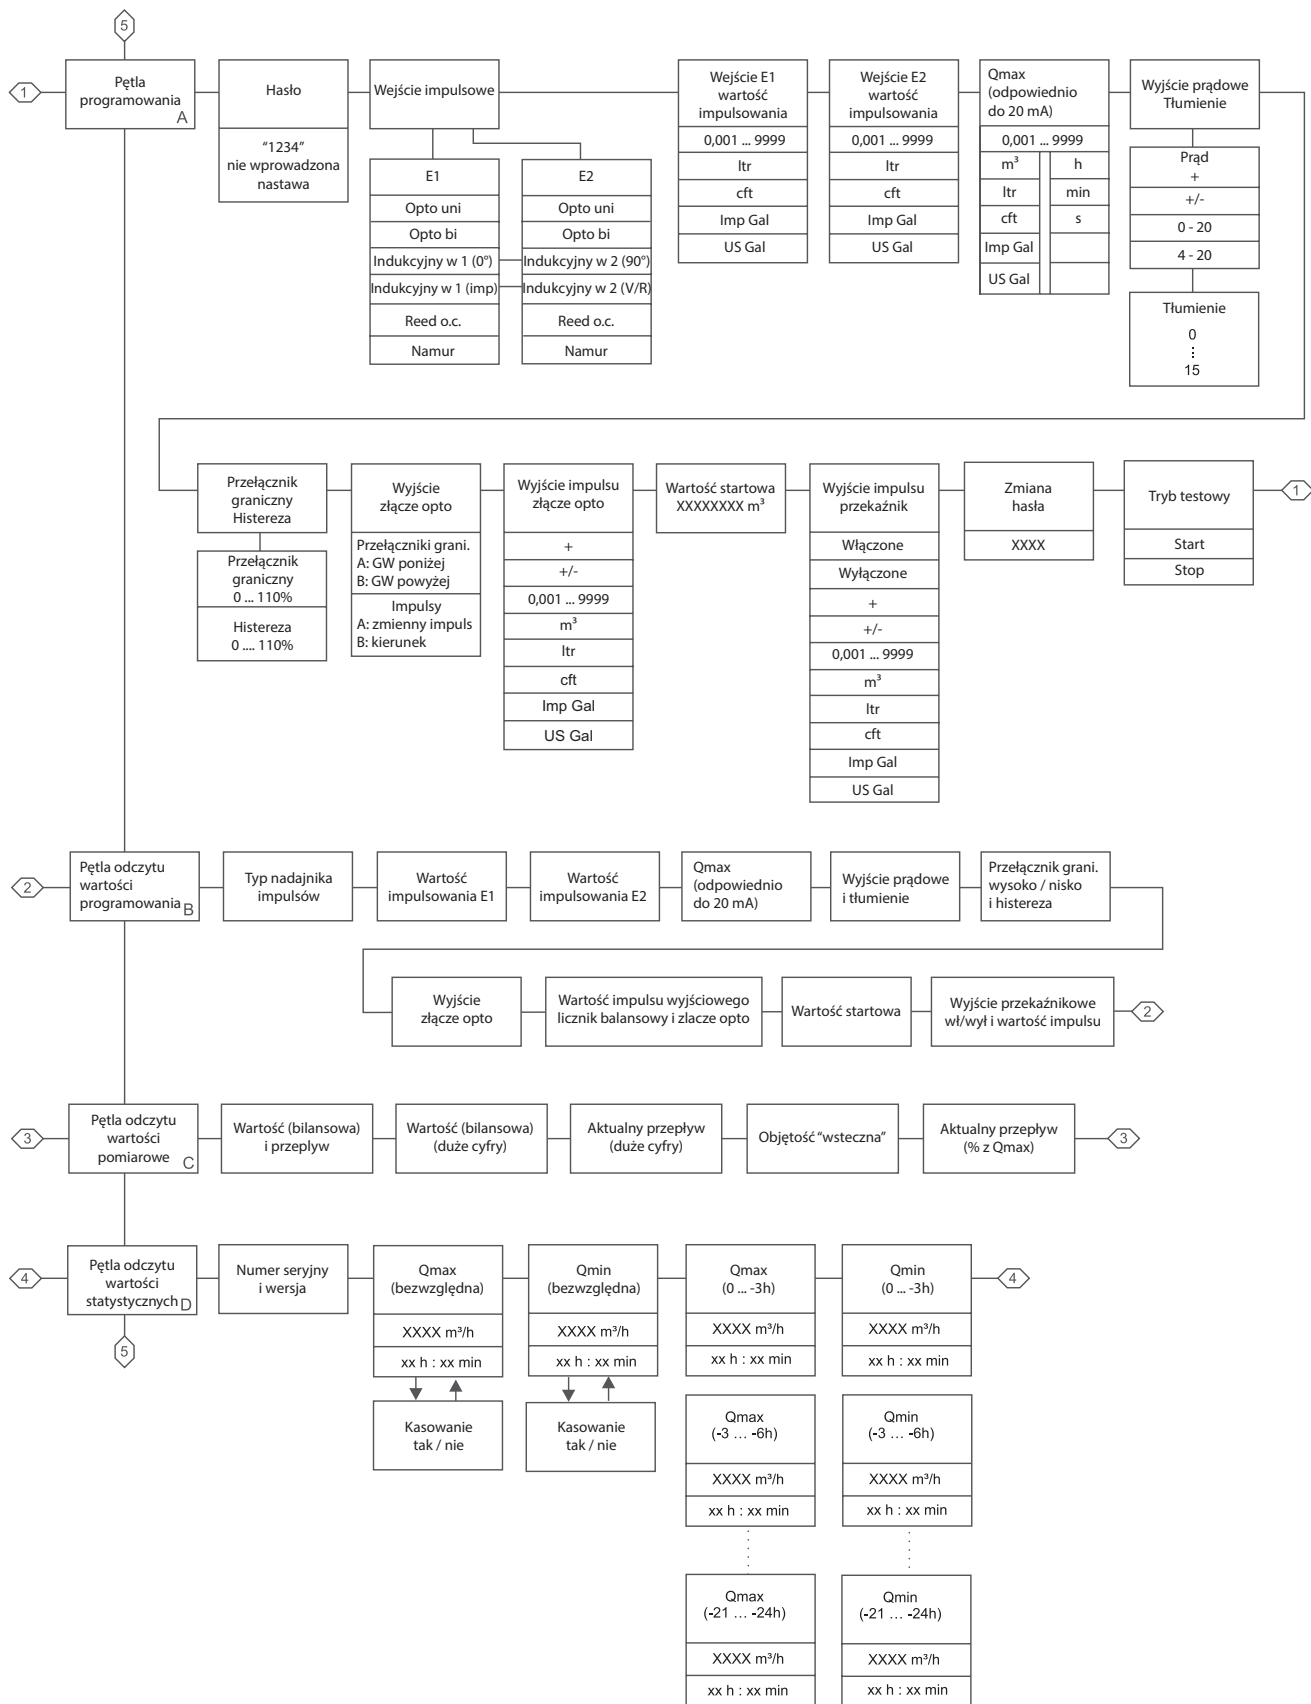 5
1
Pętla
programowania
A
Hasło
"1234"
nie wprowadzona
nastawa
Wejście impulsowe
E1
Opto uni
Opto bi
Indukcyjny w 1 (0°)
Indukcyjny w 1 (imp)
Reed o.c.
Namur
E2
Opto uni
Opto bi
Indukcyjny w 2 (90°)
Indukcyjny w 2 (V/R)
Reed o.c.
Namur
Wejście E1
wartość
impulsowania
0,001 ... 9999
ltr
cft
Imp Gal
US Gal
Wejście E2
wartość
impulsowania
0,001 ... 9999
ltr
cft
Imp Gal
US Gal
Qmax
(odpowiednio
do 20 mA)
0,001 ... 9999
m³ h
ltr min
cft s
Imp Gal
US Gal
Wyjście prądowe
Tłumienie
Prąd
+
+/-
0 - 20
4 - 20
Tłumienie
0
15
Przełącznik
graniczny
Histereza
Przełącznik
graniczny
0 ... 110%
Histereza
0 .... 110%
Wyjście
złącze opto
Przełączniki grani.
A: GW poniżej
B: GW powyżej
Impulsy
A: zmienny impuls
B: kierunek
Wyjście impulsu
złącze opto
+
+/-
0,001 ... 9999
m³
ltr
cft
Imp Gal
US Gal
Wartość startowa
XXXXXXXX m³
Wyjście impulsu
przekaźnik
Włączone
Wyłączone
+
+/-
0,001 ... 9999
m³
ltr
cft
Imp Gal
US Gal
Zmiana
hasła
XXXX
Tryb testowy
Start
Stop
1
2
Pętla odczytu
wartości
programowania
B
Typ nadajnika
impulsów
Wartość
impulsowania E1
Wartość
impulsowania E2
Qmax
(odpowiednio
do 20 mA)
Wyjście prądowe
i tłumienie
Przełącznik grani.
wysoko / nisko
i histereza
Wyjście
złącze opto
Wartość impulsu wyjściowego
licznik balansowy i zlacze opto
Wartość startowa
Wyjście przekaźnikowe
wł/wył i wartość impulsu
2
3
Pętla odczytu
wartości
pomiarowe
C
Wartość (bilansowa)
i przeplyw
Wartość (bilansowa)
(duże cyfry)
Aktualny przepływ
(duże cyfry)
Objętość "wsteczna"
Aktualny przepływ
(% z Qmax)
3
4
Pętla odczytu
wartości
statystycznych
D
5
Numer seryjny
i wersja
Qmax
(bezwzględna)
XXXX m³/h
xx h : xx min
Kasowanie
tak / nie
Qmin
(bezwzględna)
XXXX m³/h
xx h : xx min
Kasowanie
tak / nie
Qmax
(0 ... -3h)
XXXX m³/h
xx h : xx min
Qmax
(-3 ... -6h)
XXXX m³/h
xx h : xx min
Qmax
(-21 ... -24h)
XXXX m³/h
xx h : xx min
Qmin
(0 ... -3h)
XXXX m³/h
xx h : xx min
Qmin
(-3 ... -6h)
XXXX m³/h
xx h : xx min
Qmin
(-21 ... -24h)
XXXX m³/h
xx h : xx min
4